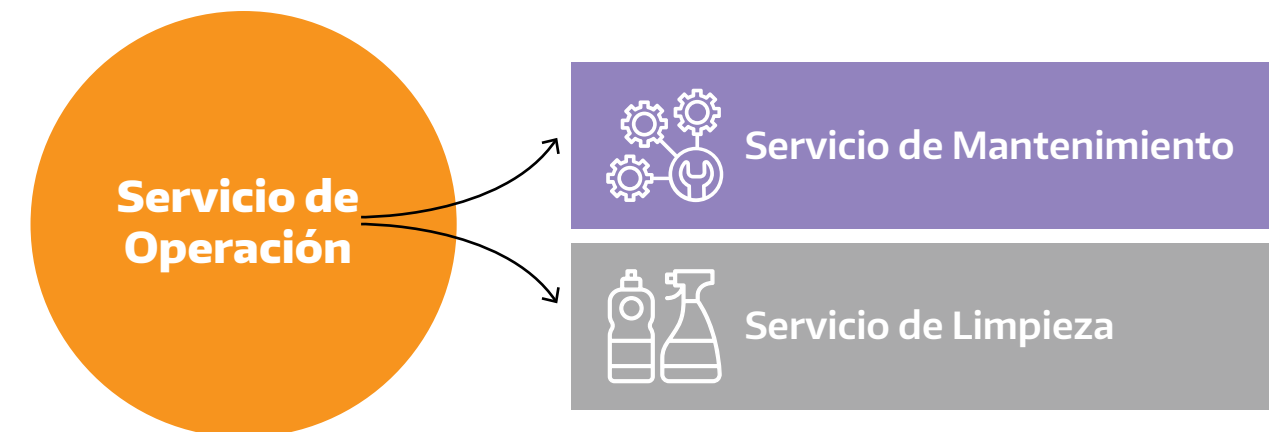 Servicio de
Operación
Servicio de Mantenimiento
Servicio de Limpieza